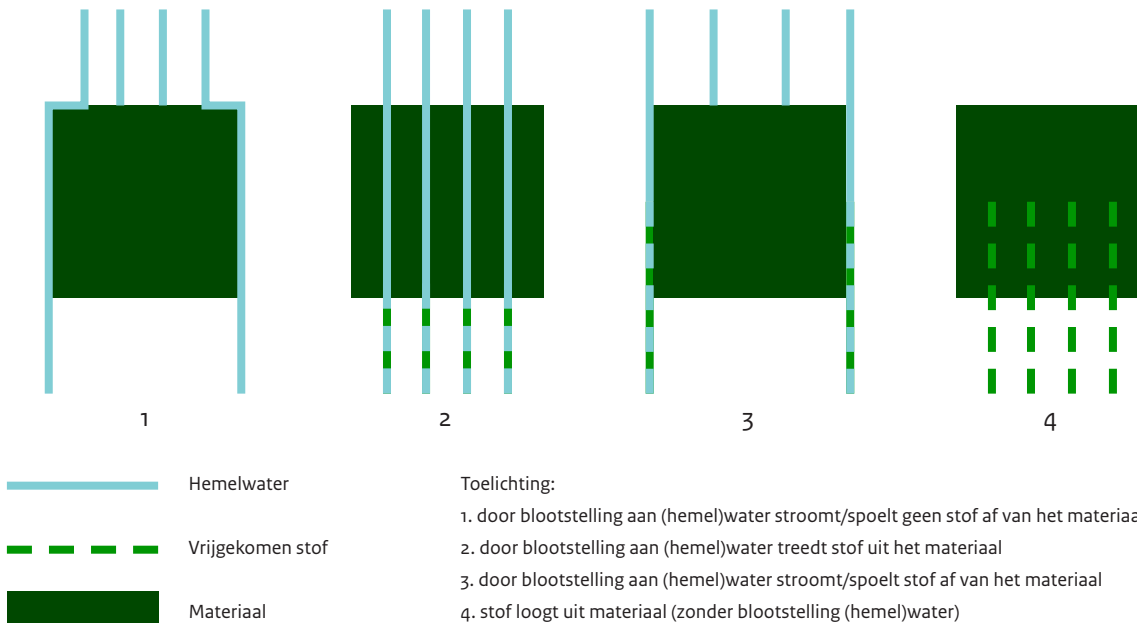 1
2
3
4
Hemelwater
Vrijgekomen stof
Materiaal
Toelichting:
1. door blootstelling aan (hemel)water stroomt/spoelt geen stof af van het materiaa
2. door blootstelling aan (hemel)water treedt stof uit het materiaal
3. door blootstelling aan (hemel)water stroomt/spoelt stof af van het materiaal
4. stof loogt uit materiaal (zonder blootstelling (hemel)water)